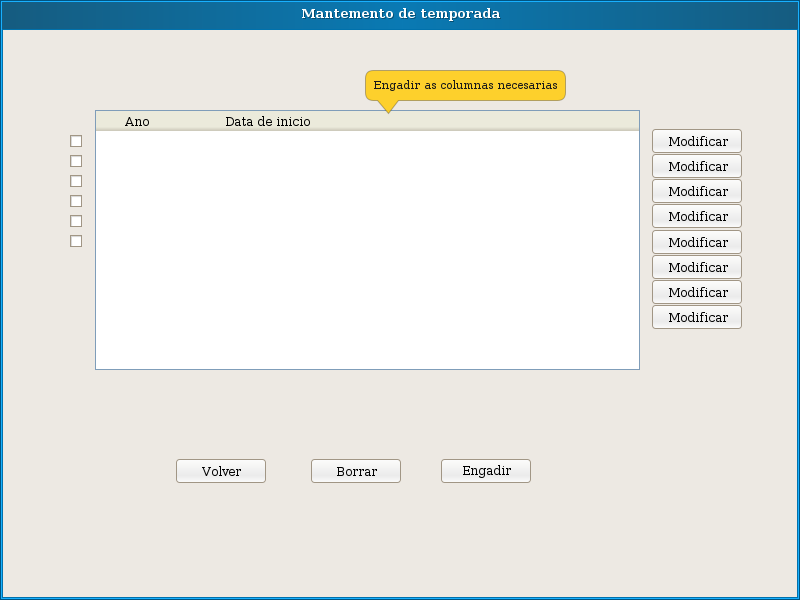 Mantemento de temporada
Engadir as columnas necesarias
Ano Data de inicio
Modificar
Modificar
Modificar
Modificar
Modificar
Modificar
Modificar
Modificar
Volver Borrar Engadir